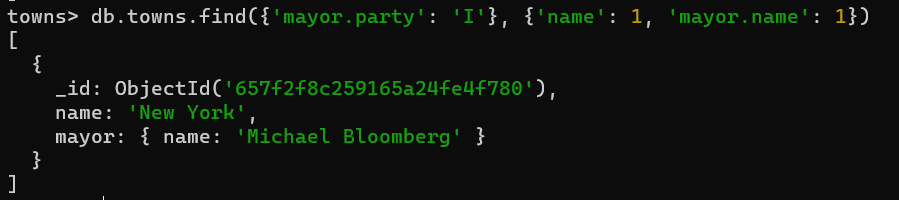 towns> db.towns.find({'mayor.party': 'I'}, {'name': 1, 'mayor.name': 1})
[
  {
    _id: ObjectId('657f2f8c259165a24fe4f780'),
    name: 'New York',
    mayor: { name: 'Michael Bloomberg' }
  }
]